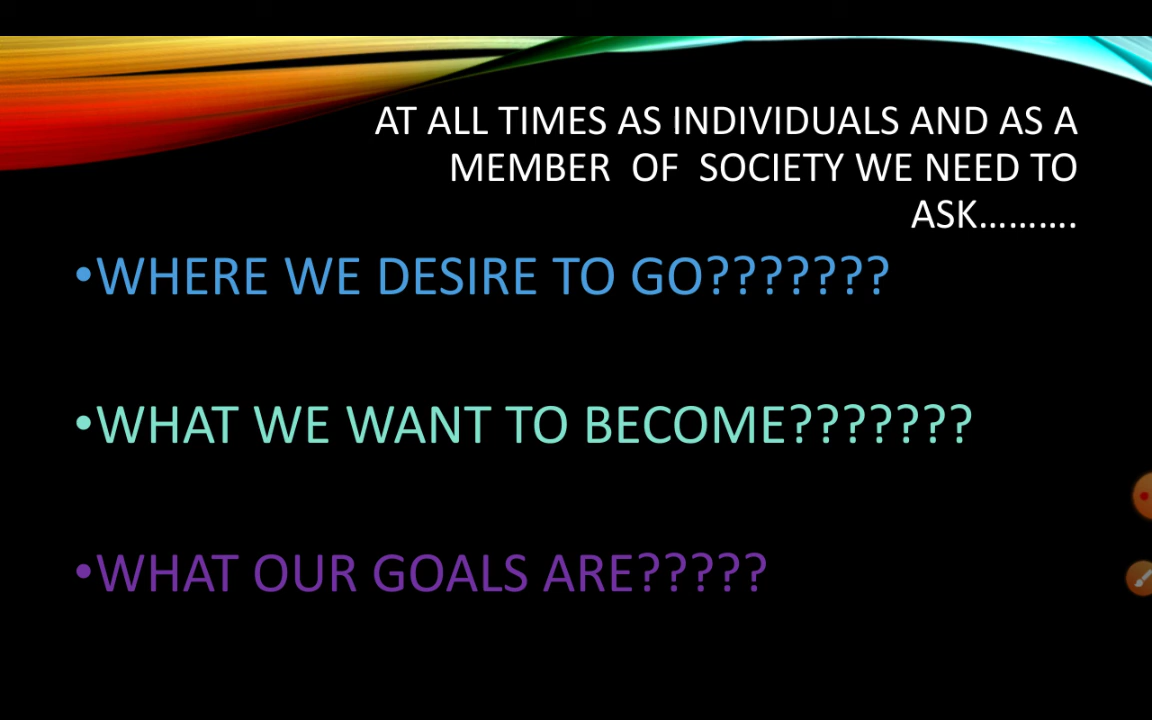 AT ALL TIMES AS INDIVIDUALS AND AS A
MEMBER OF SOCIETY WE NEED TO
ASK……….
•WHERE WE DESIRE TO GO???????
•WHAT WE WANT TO BECOME???????
•WHAT OUR GOALS ARE?????